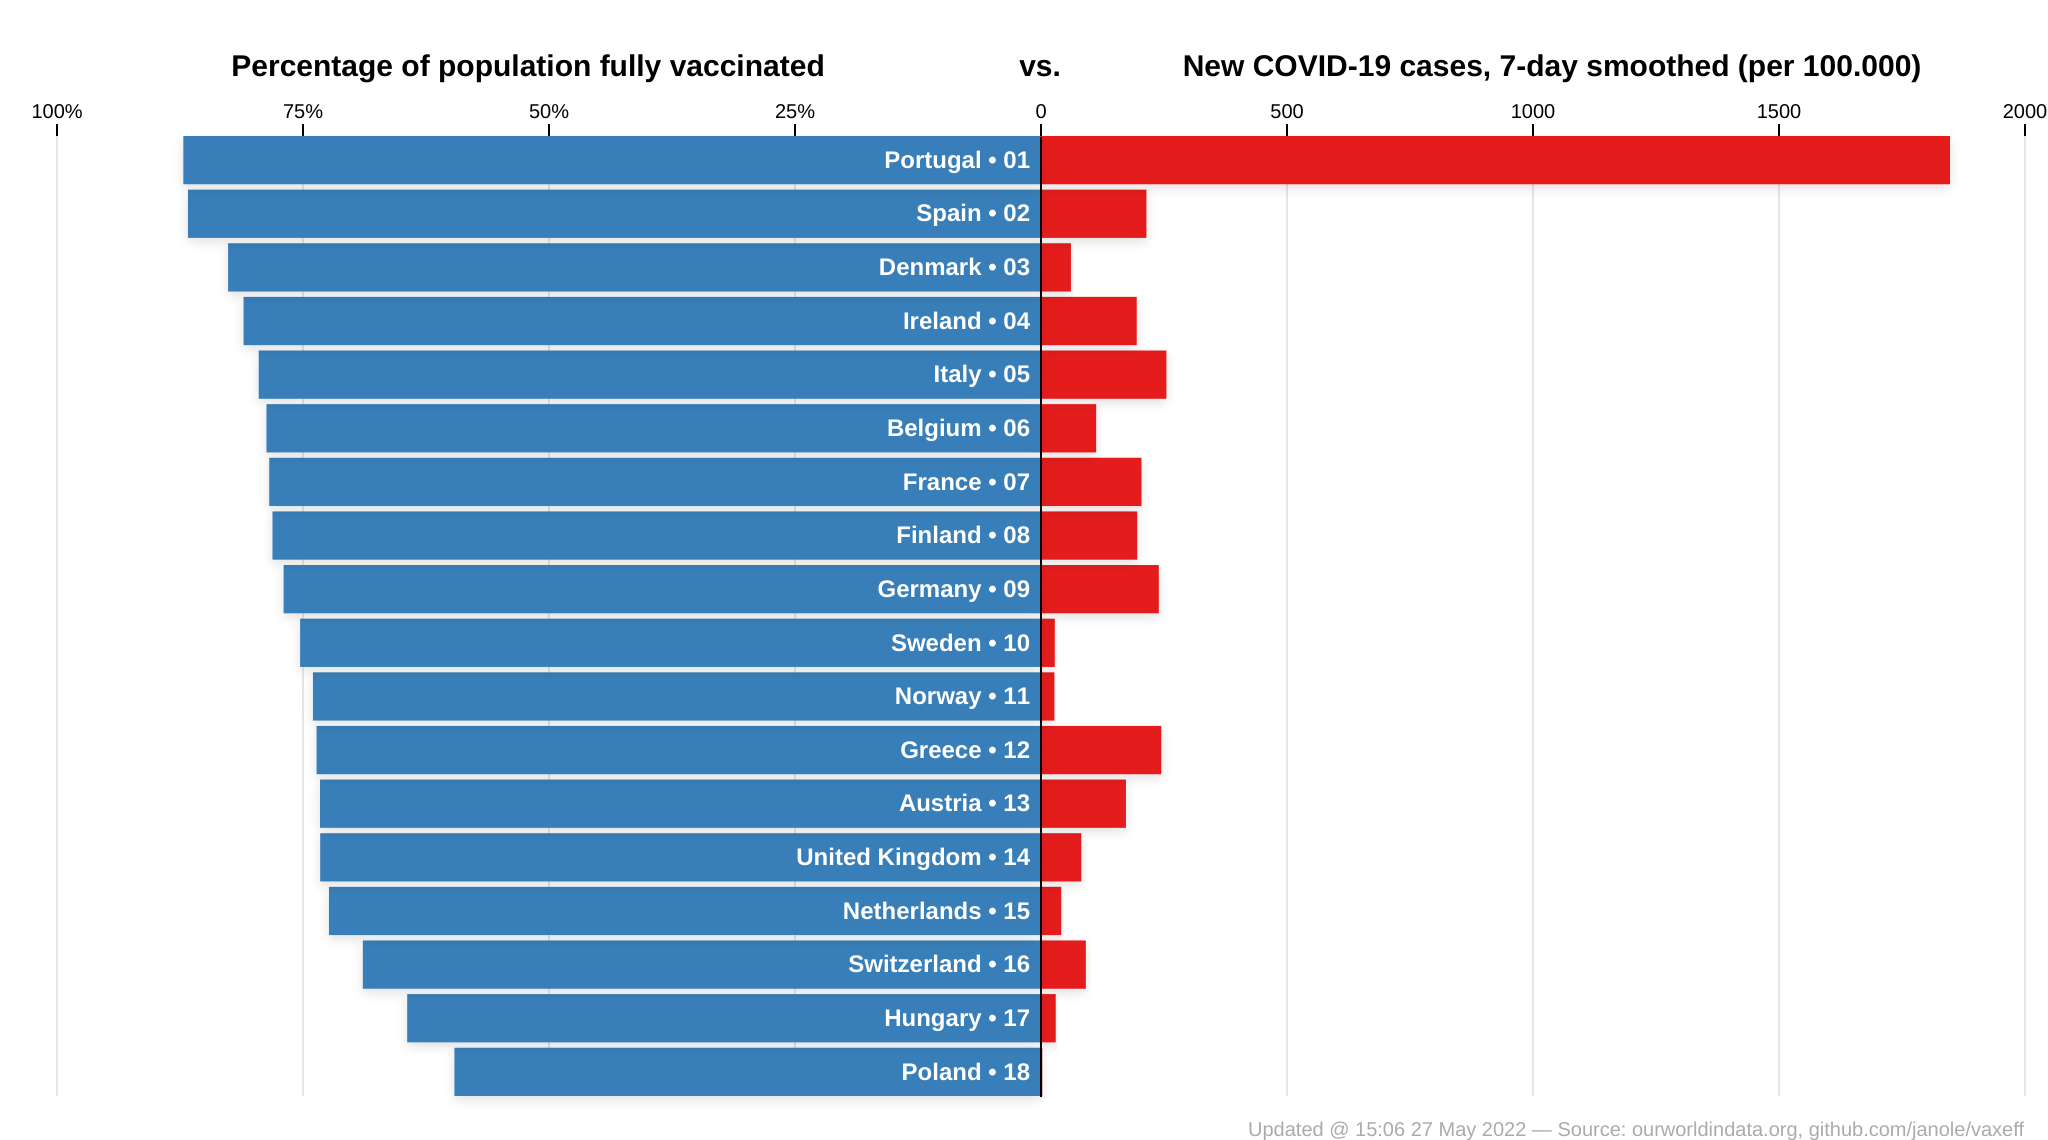 Percentage of population fully vaccinated vs. New COVID-19 cases, 7-day smoothed (per 100.000)
100% 75% 50% 25% 0 500 1000 1500 2000
Portugal • 01
Spain • 02
Denmark • 03
Ireland • 04
Italy • 05
Belgium • 06
France • 07
Finland • 08
Germany • 09
Sweden • 10
Norway • 11
Greece • 12
Austria • 13
United Kingdom • 14
Netherlands • 15
Switzerland • 16
Hungary • 17
Poland • 18
Updated @ 15:06 27 May 2022 — Source: ourworldindata.org, github.com/janole/vaxeff